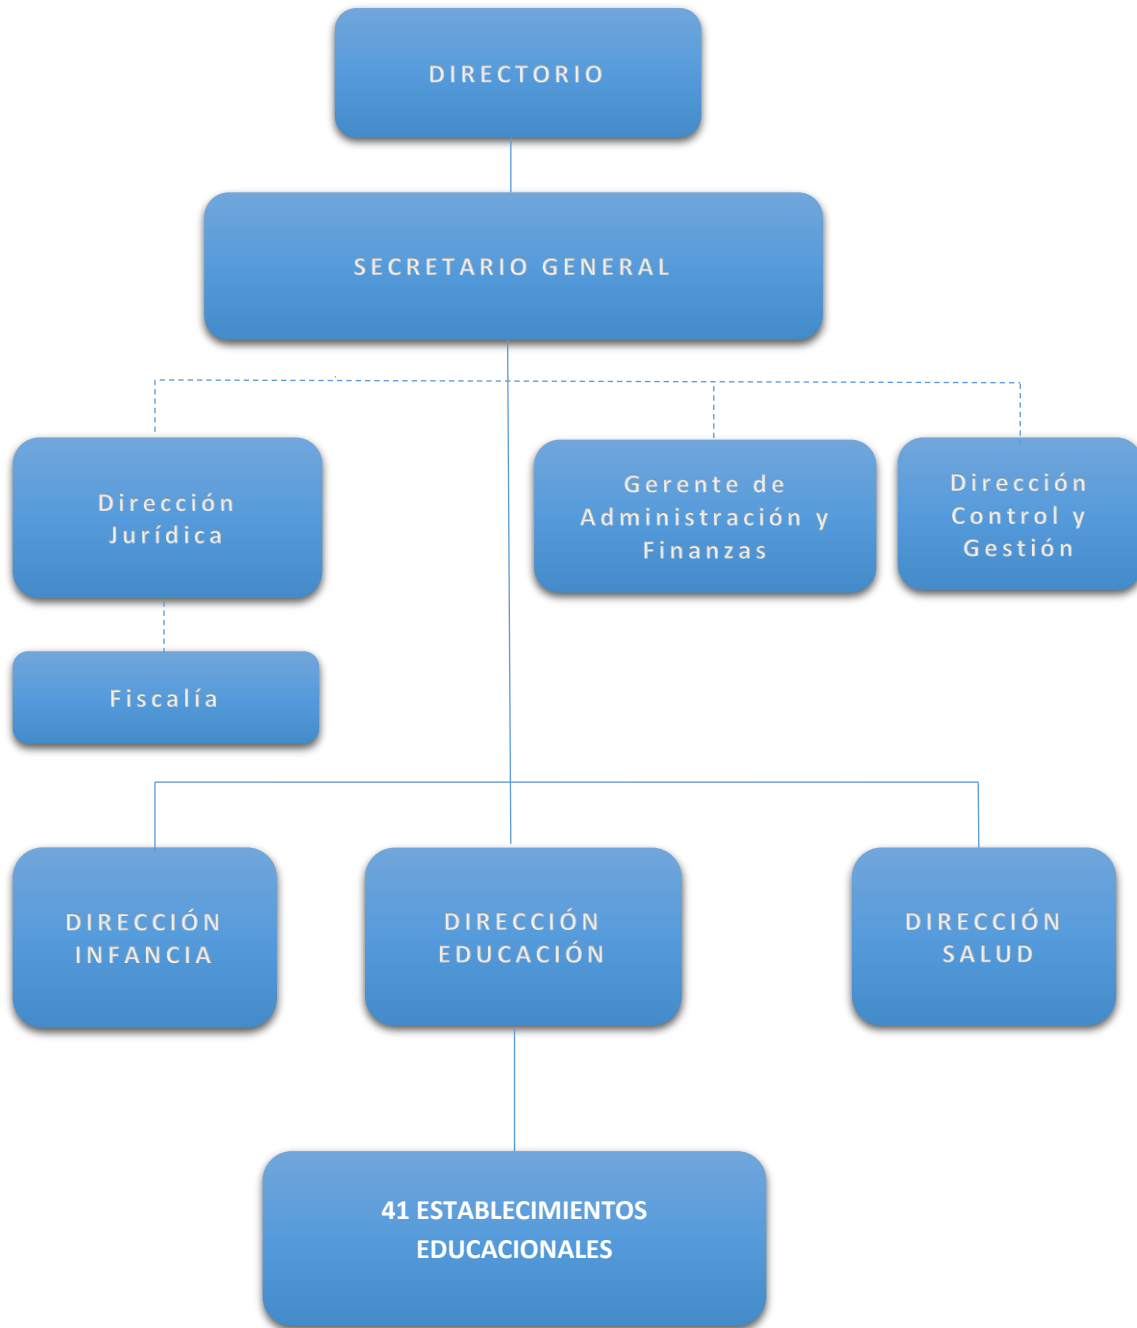 DIRECTORIO
SECRETARIO GENERAL
Dirección
Jurídica
Gerente de
Administración y
Finanzas
Dirección
Control y
Gestión
Fiscalía
DIRECCIÓN
INFANCIA
DIRECCIÓN
EDUCACIÓN
DIRECCIÓN
SALUD
41 ESTABLECIMIENTOS
EDUCACIONALES